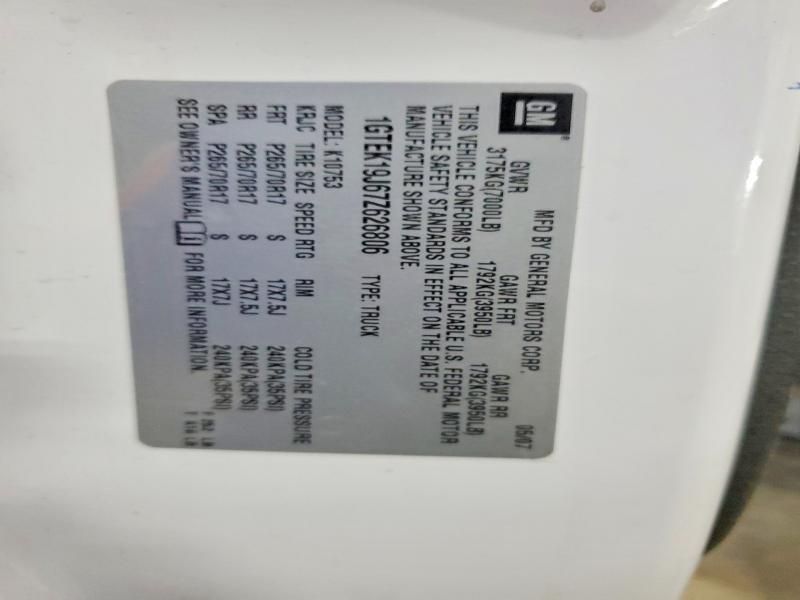 GM
MFD BY GENERAL MOTORS CORP. 05/07
GVWR GAWR FRT GAWR RR
3175KG(7000LB) 1792KG(3950LB) 1792KG(3950LB)
THIS VEHICLE CONFORMS TO ALL APPLICABLE U.S. FEDERAL MOTOR
VEHICLE SAFETY STANDARDS IN EFFECT ON THE DATE OF
MANUFACTURE SHOWN ABOVE.
1GTEK19J67Z626806 TYPE: TRUCK
MODEL: K10753
KBJC TIRE SIZE SPEED RTG RIM COLD TIRE PRESSURE
FRT P265/70R17 S 17X7.5J 240KPA(35PSI)
RR P265/70R17 S 17X7.5J 240KPA(35PSI)
SPA P265/70R17 S 17X7J 240KPA(35PSI)
SEE OWNER'S MANUAL FOR MORE INFORMATION.